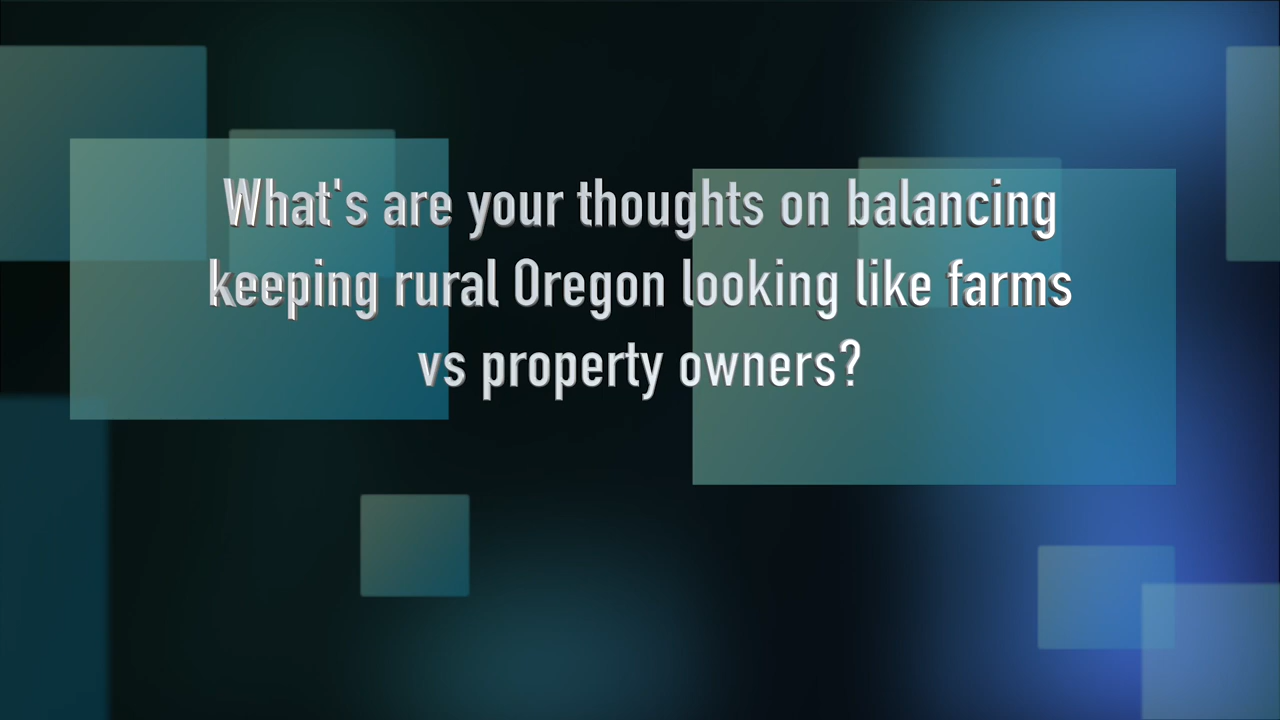 What's are your thoughts on balancing
keeping rural Oregon looking like farms
vs property owners?